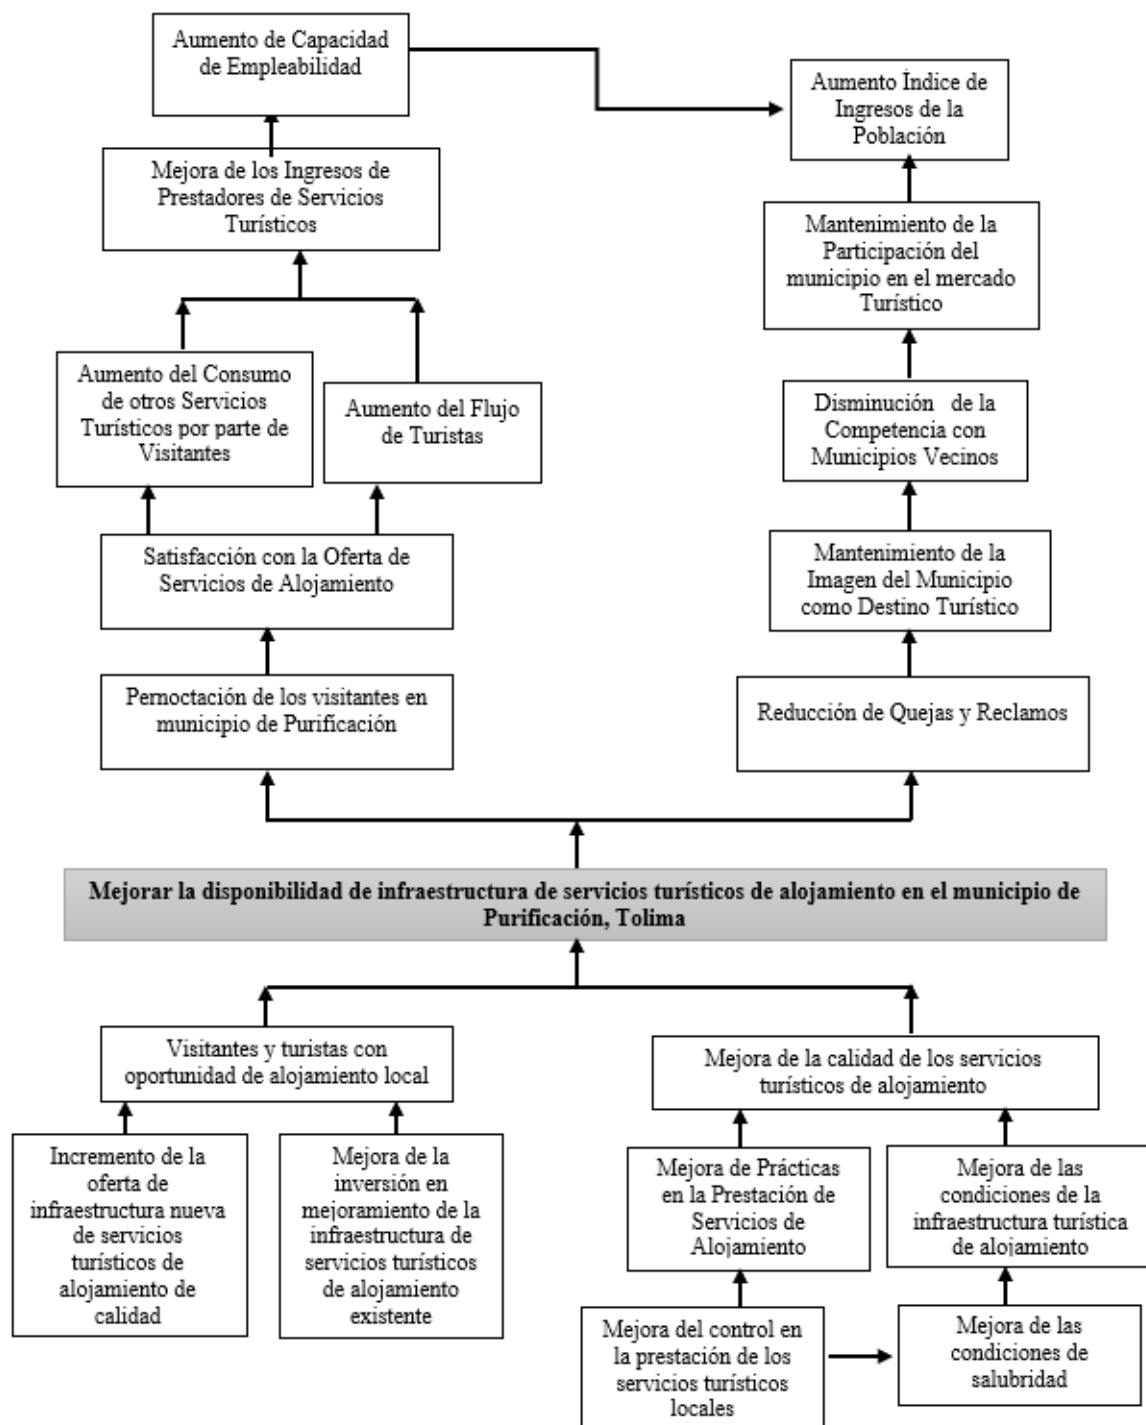 Aumento de Capacidad
de Empleabilidad
Aumento Índice de
Ingresos de la
Población
Mejora de los Ingresos de
Prestadores de Servicios
Turísticos
Mantenimiento de la
Participación del
municipio en el mercado
Turístico
Aumento del Consumo
de otros Servicios
Turísticos por parte de
Visitantes
Aumento del Flujo
de Turistas
Disminución de la
Competencia con
Municipios Vecinos
Satisfacción con la Oferta de
Servicios de Alojamiento
Mantenimiento de la
Imagen del Municipio
como Destino Turístico
Pernoctación de los visitantes en
municipio de Purificación
Reducción de Quejas y Reclamos
Mejorar la disponibilidad de infraestructura de servicios turísticos de alojamiento en el municipio de
Purificación, Tolima
Visitantes y turistas con
oportunidad de alojamiento local
Mejora de la calidad de los servicios
turísticos de alojamiento
Incremento de la
oferta de
infraestructura nueva
de servicios
turísticos de
alojamiento de
calidad
Mejora de la
inversión en
mejoramiento de la
infraestructura de
servicios turísticos
de alojamiento
existente
Mejora de Prácticas
en la Prestación de
Servicios de
Alojamiento
Mejora de las
condiciones de la
infraestructura turística
de alojamiento
Mejora del control en
la prestación de los
servicios turísticos
locales
Mejora de las
condiciones de
salubridad